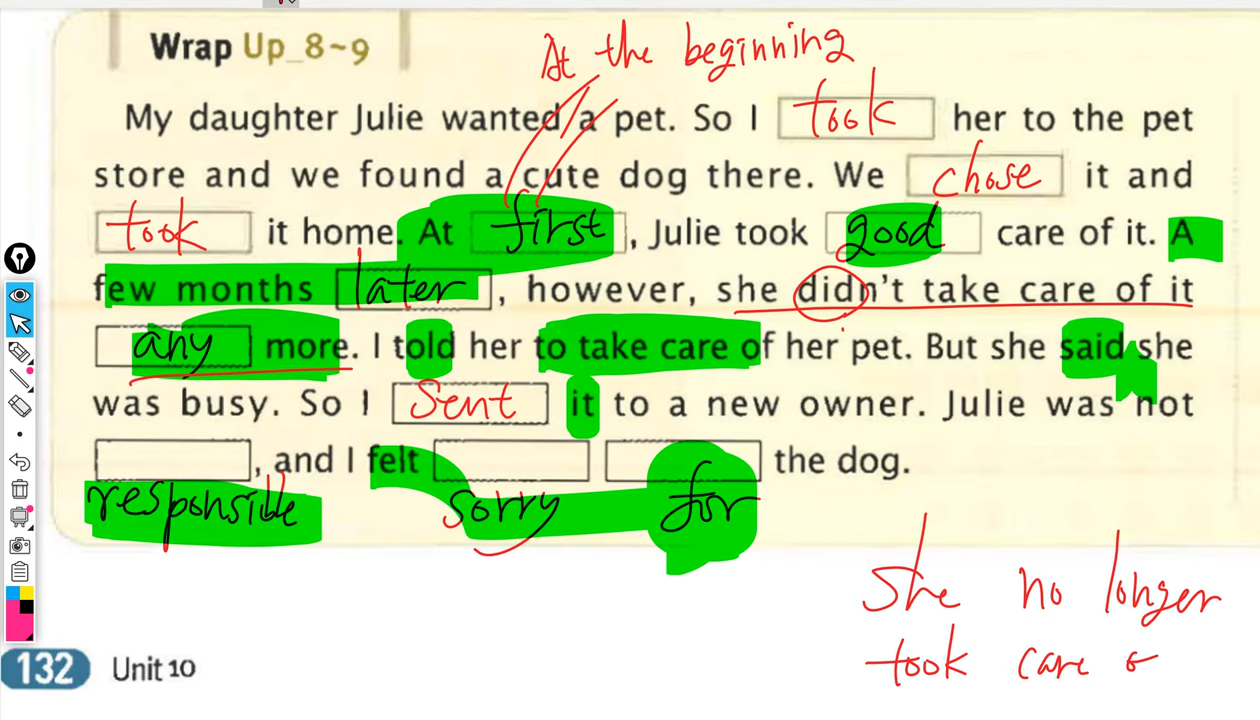 Wrap Up_8~9
At the beginning
My daughter Julie wanted a pet. So I took her to the pet
store and we found a cute dog there. We chose it and
took it home. At first, Julie took good care of it. A
few months later, however, she didn't take care of it
any more. I told her to take care of her pet. But she said she
was busy. So I sent it to a new owner. Julie was not
, and I felt the dog.
responsible sorry for
She no longer
took care o
132 Unit 10